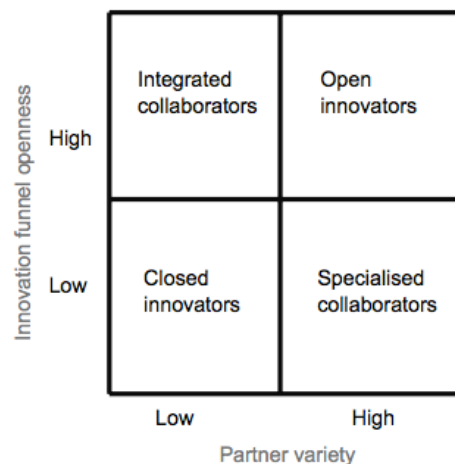 Innovation funnel openness
High
Low
Integrated
collaborators
Open
innovators
Closed
innovators
Specialised
collaborators
Low
High
Partner variety